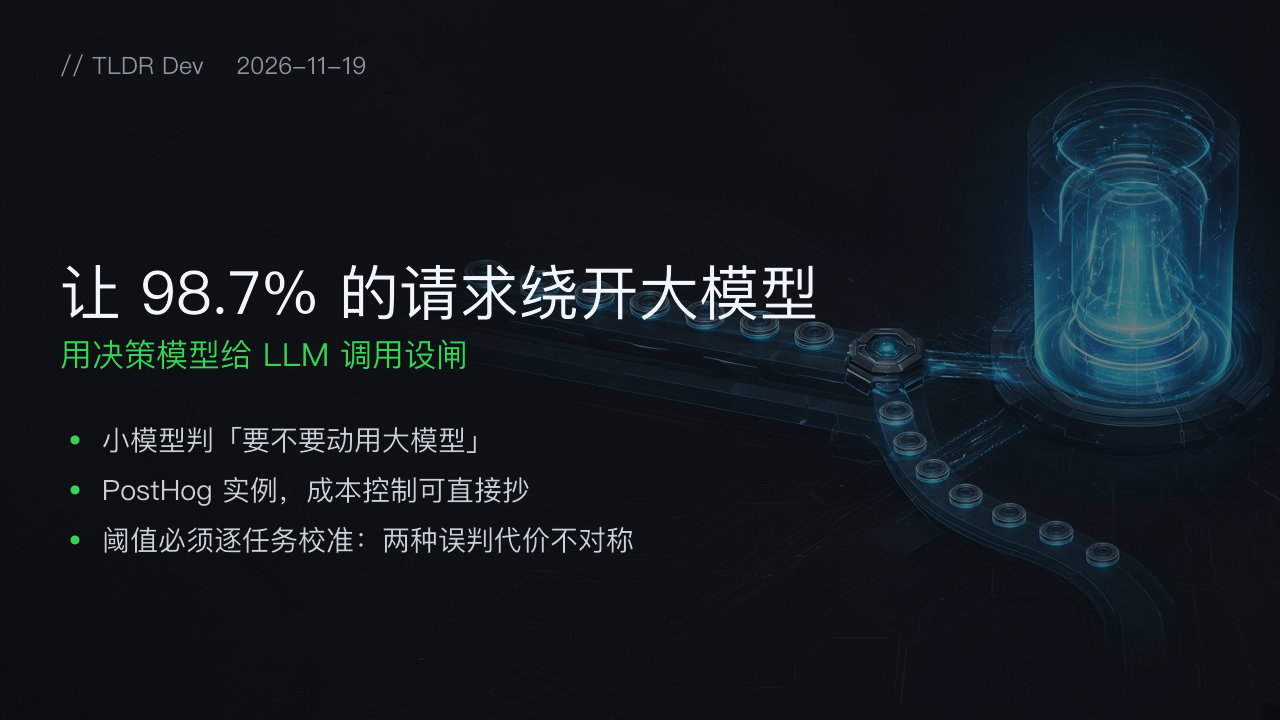 // TLDR Dev 2026-11-19
让 98.7% 的请求绕开大模型
用决策模型给 LLM 调用设闸
• 小模型判「要不要动用大模型」
• PostHog 实例，成本控制可直接抄
• 阈值必须逐任务校准：两种误判代价不对称